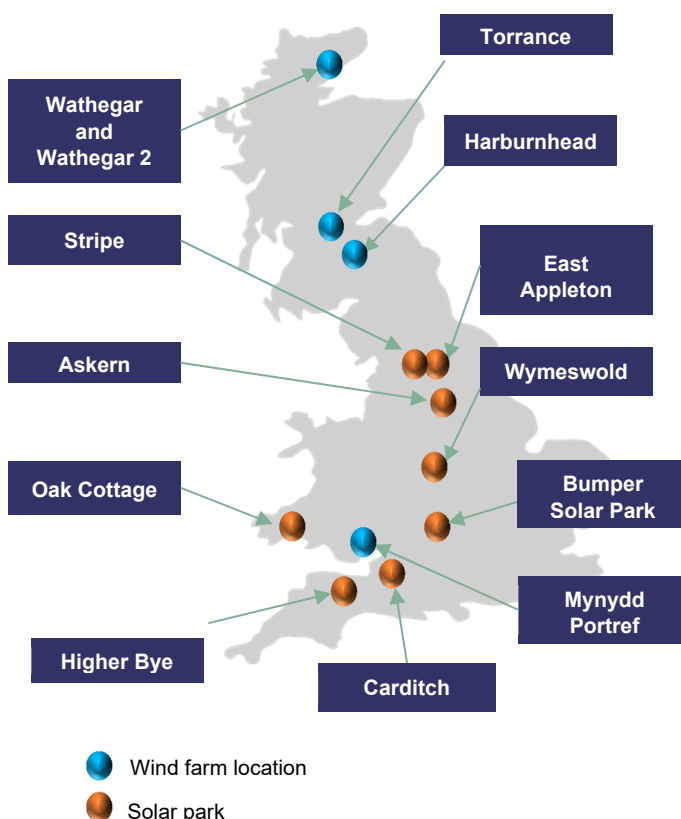 Torrance
Wathegar
and
Wathegar 2
Harburnhead
Stripe
East
Appleton
Askern
Wymeswold
Oak Cottage
Bumper
Solar Park
Mynydd
Portref
Higher Bye
Carditch
Wind farm location
Solar park